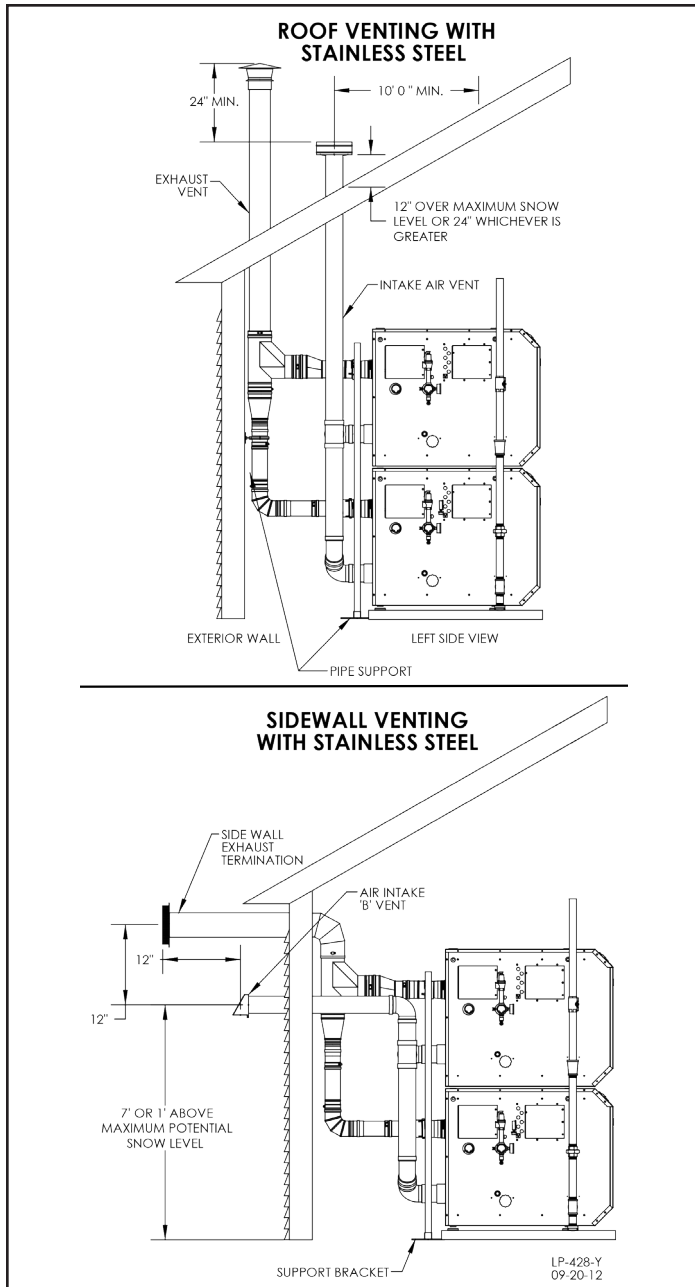 ROOF VENTING WITH
STAINLESS STEEL
24" MIN.
10' 0 " MIN.
EXHAUST
VENT
12" OVER MAXIMUM SNOW
LEVEL OR 24" WHICHEVER IS
GREATER
INTAKE AIR VENT
EXTERIOR WALL
LEFT SIDE VIEW
PIPE SUPPORT
SIDEWALL VENTING
WITH STAINLESS STEEL
SIDE WALL
EXHAUST
TERMINATION
AIR INTAKE
'B' VENT
12"
12"
7' OR 1' ABOVE
MAXIMUM POTENTIAL
SNOW LEVEL
SUPPORT BRACKET
LP-428-Y
09-20-12